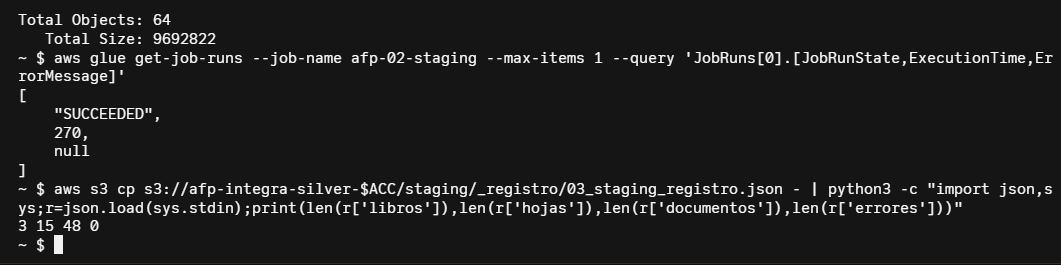 Total Objects: 64
   Total Size: 9692822
~ $ aws glue get-job-runs --job-name afp-02-staging --max-items 1 --query 'JobRuns[0].[JobRunState,ExecutionTime,Er
rorMessage]'
[
    "SUCCEEDED",
    270,
    null
]
~ $ aws s3 cp s3://afp-integra-silver-$ACC/staging/_registro/03_staging_registro.json - | python3 -c "import json,s
ys;r=json.load(sys.stdin);print(len(r['libros']),len(r['hojas']),len(r['documentos']),len(r['errores']))"
3 15 48 0
~ $